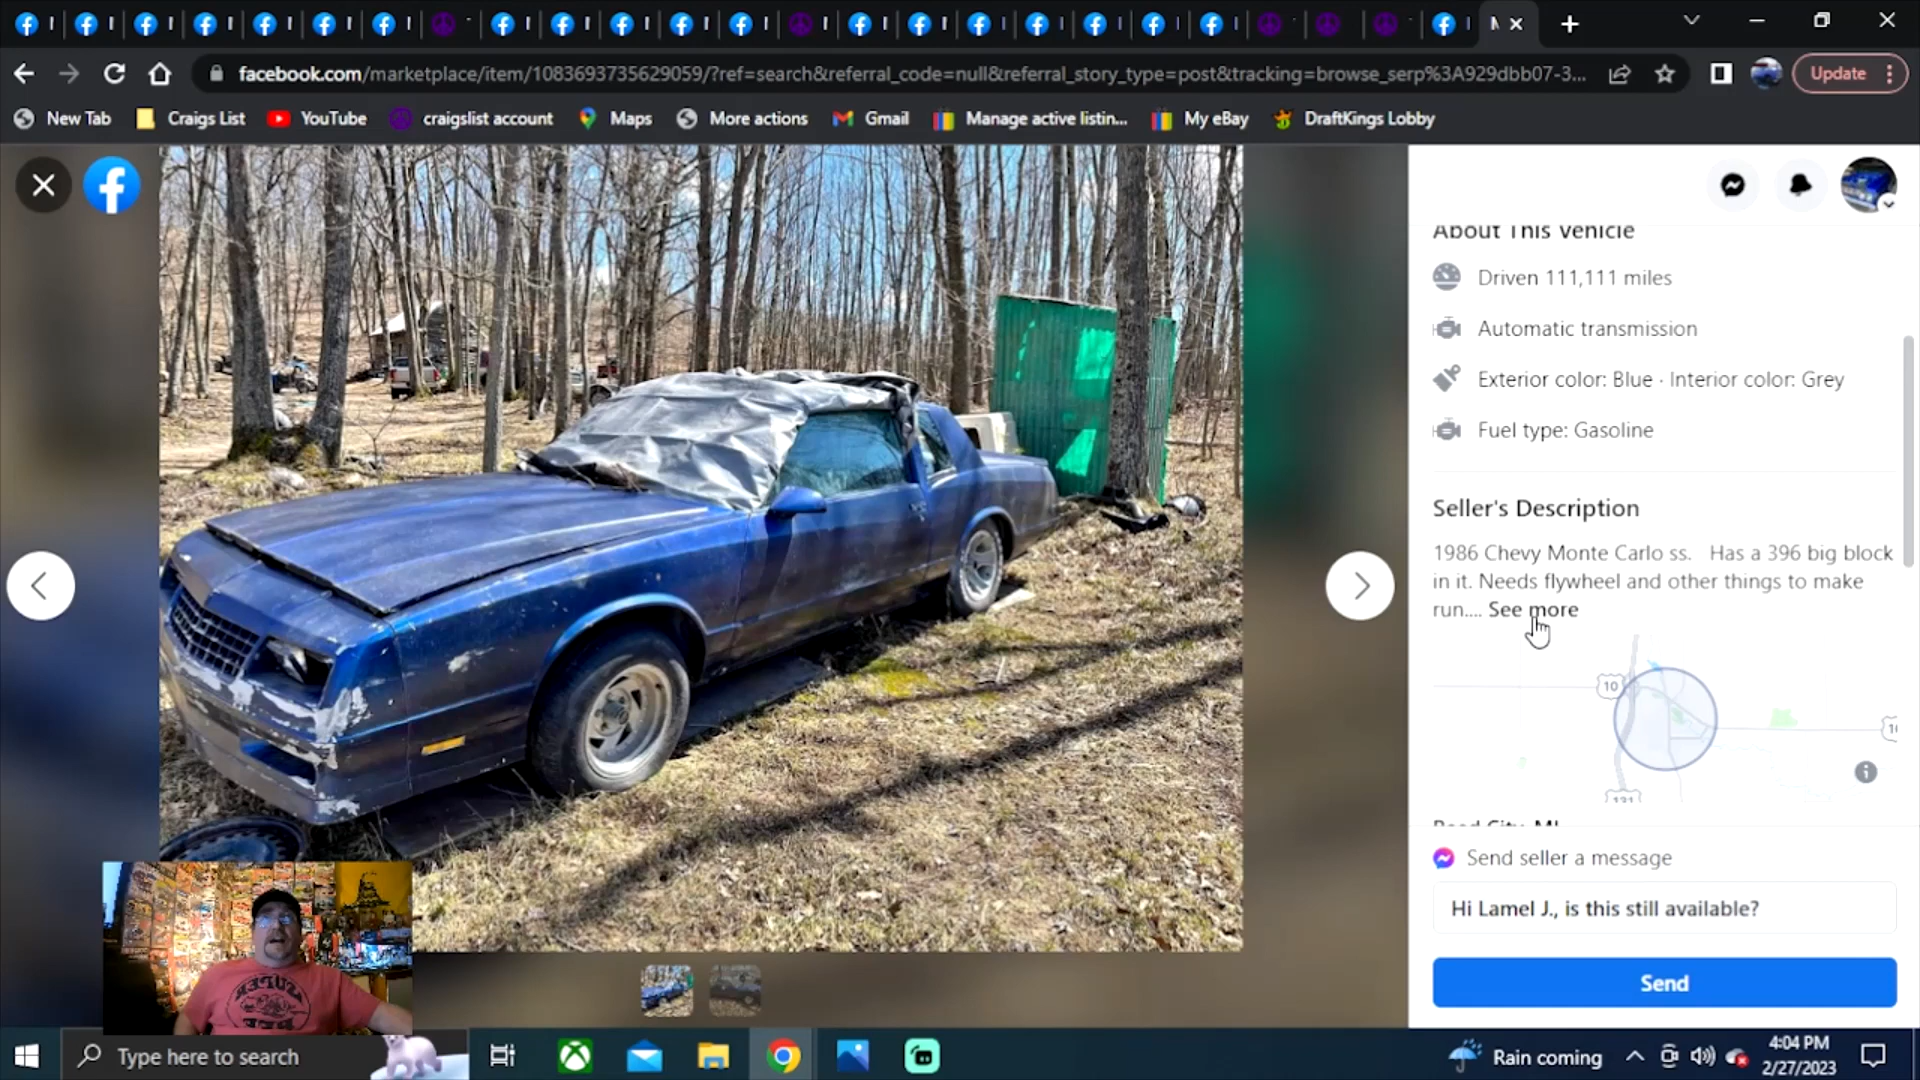 facebook.com/marketplace/item/1083693735629059/?ref=search&referral_code=null&referral_story_type=post&tracking=browse_serp%3A929dbb07-3...
Update
New Tab
Craigs List
YouTube
craigslist account
Maps
More actions
Gmail
Manage active listin...
My eBay
DraftKings Lobby
About This Vehicle
Driven 111,111 miles
Automatic transmission
Exterior color: Blue · Interior color: Grey
Fuel type: Gasoline
Seller's Description
1986 Chevy Monte Carlo ss. Has a 396 big block
in it. Needs flywheel and other things to make
run.... See more
10
131
Reed City, MI
Send seller a message
Hi Lamel J., is this still available?
Send
Type here to search
Rain coming
4:04 PM
2/27/2023